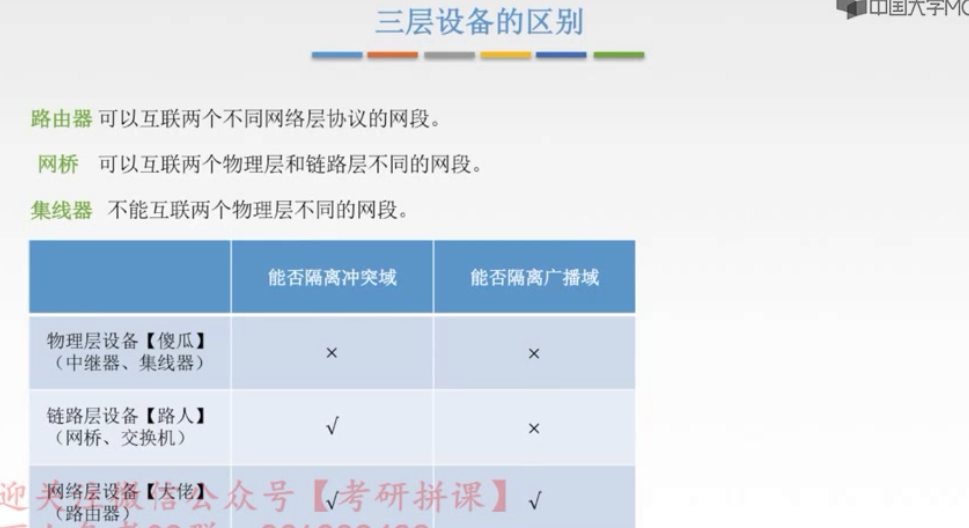 三层设备的区别
中国大学MO
路由器 可以互联两个不同网络层协议的网段。
网桥 可以互联两个物理层和链路层不同的网段。
集线器 不能互联两个物理层不同的网段。
能否隔离冲突域 能否隔离广播域
物理层设备【傻瓜】
（中继器、集线器）
× ×
链路层设备【路人】
（网桥、交换机）
√ ×
网络层设备【大佬】
（路由器）
√ √
迎关注微信公众号【考研拼课】